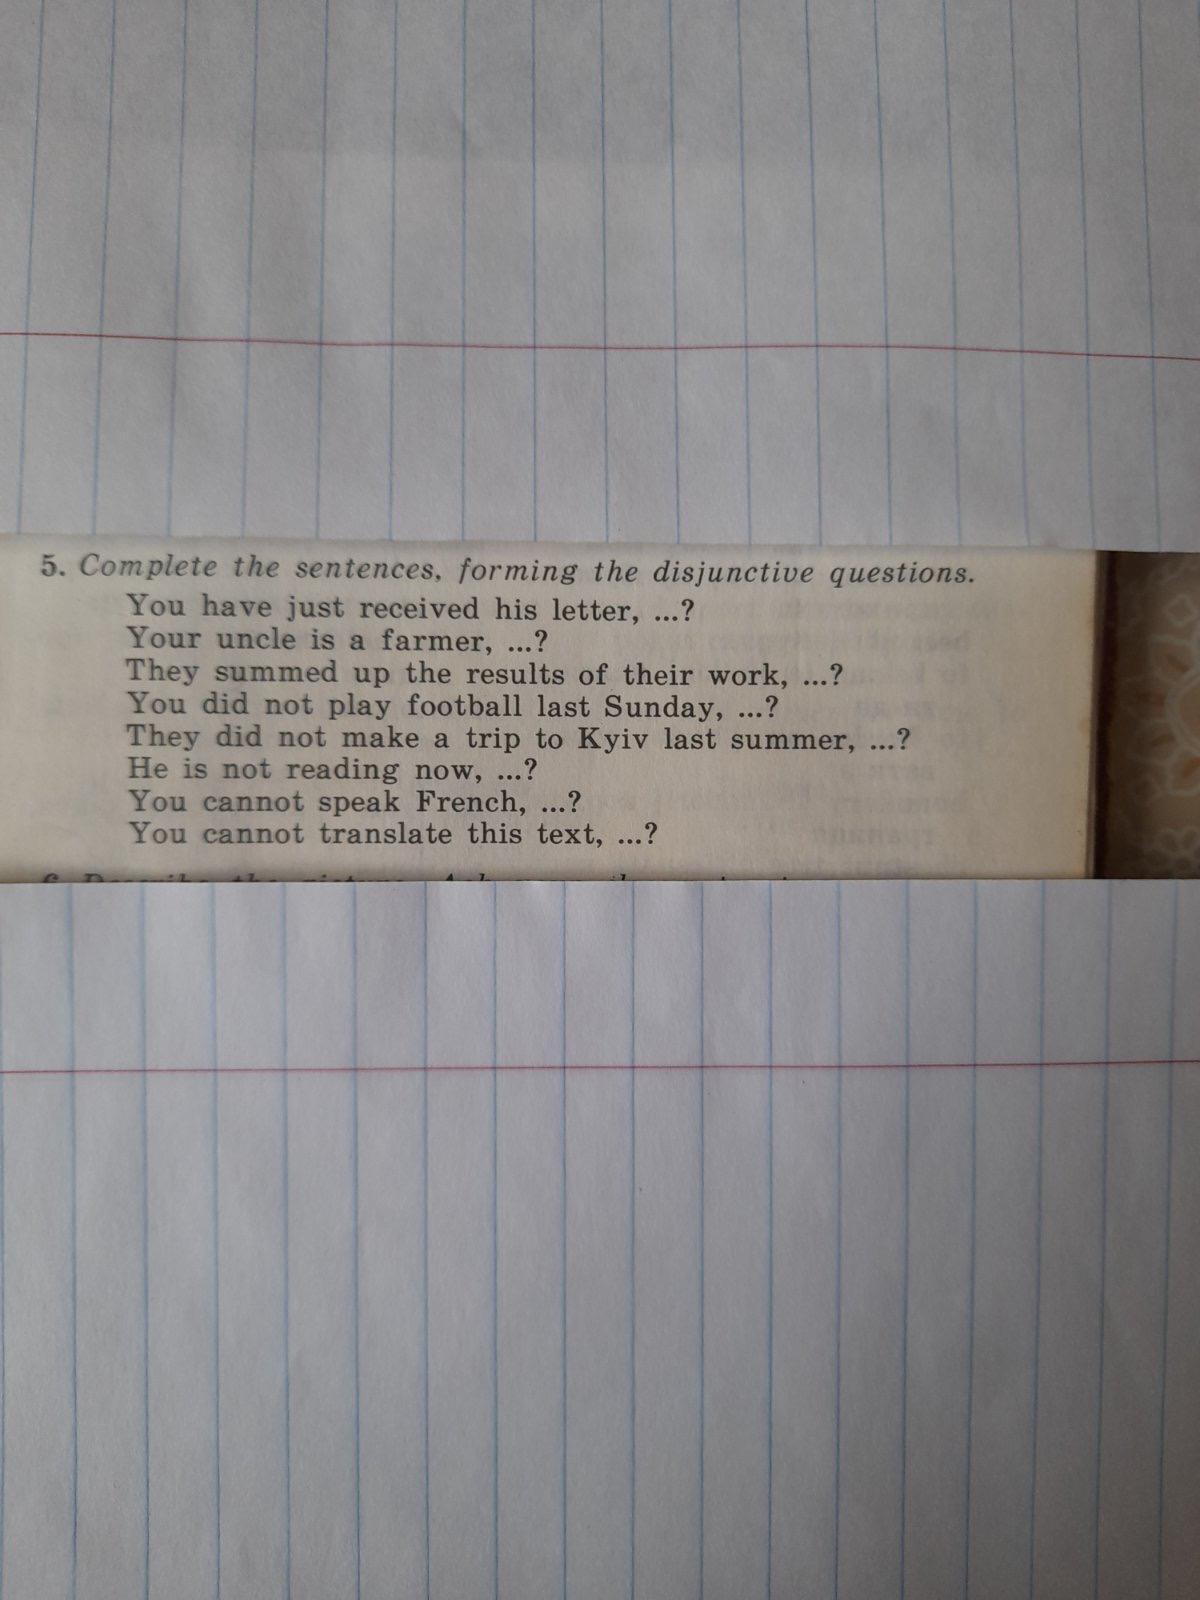 5. Complete the sentences, forming the disjunctive questions.
You have just received his letter, ...?
Your uncle is a farmer, ...?
They summed up the results of their work, ...?
You did not play football last Sunday, ...?
They did not make a trip to Kyiv last summer, ...?
He is not reading now, ...?
You cannot speak French, ...?
You cannot translate this text, ...?